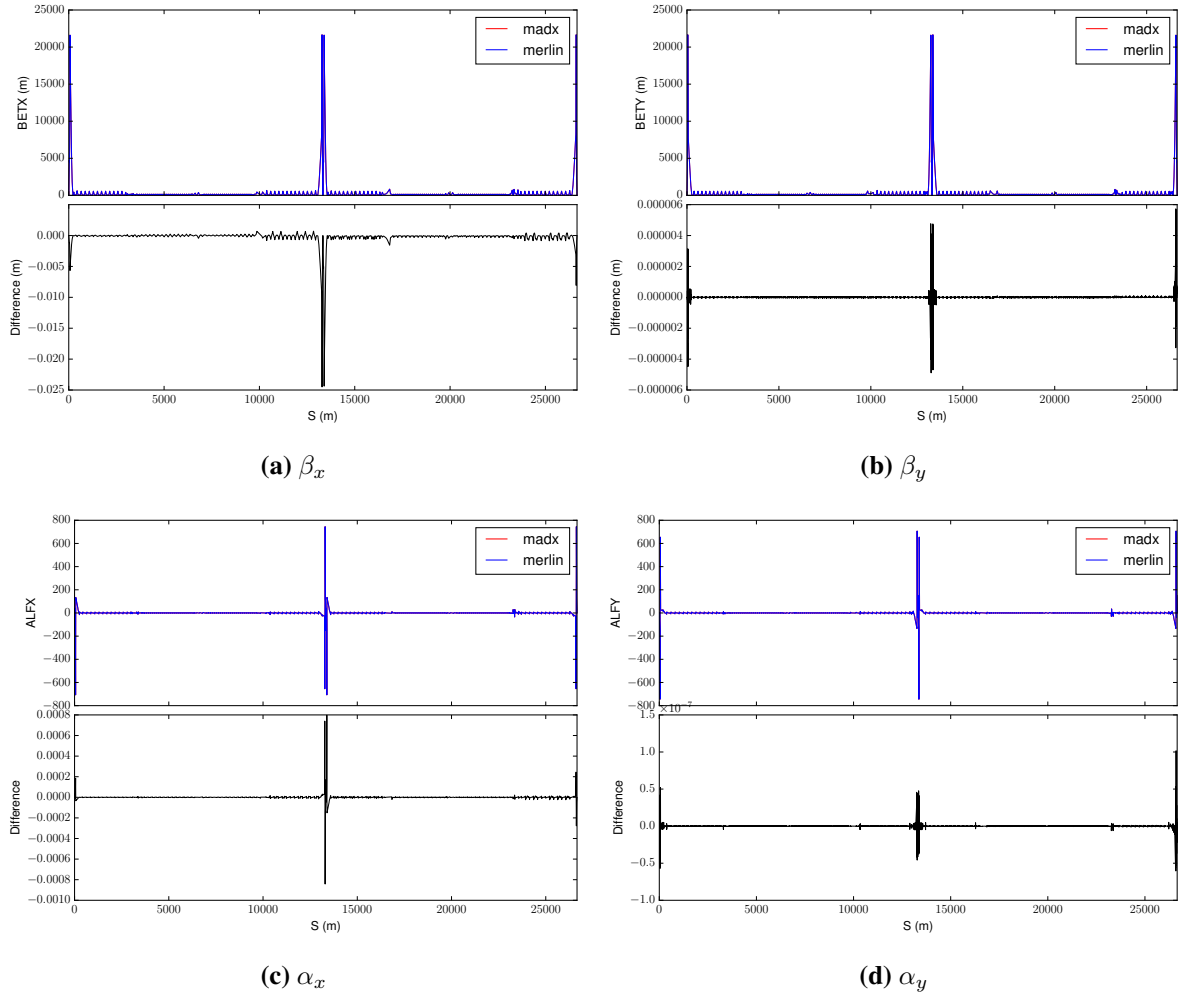 25000
20000
15000
10000
5000
0
BETX (m)
madx
merlin
0.000
−0.005
−0.010
−0.015
−0.020
−0.025
Difference (m)
0 5000 10000 15000 20000 25000
S (m)
(a) βx
25000
20000
15000
10000
5000
0
BETY (m)
madx
merlin
0.000006
0.000004
0.000002
0.000000
−0.000002
−0.000004
−0.000006
Difference (m)
0 5000 10000 15000 20000 25000
S (m)
(b) βy
800
600
400
200
0
−200
−400
−600
−800
ALFX
madx
merlin
0.0008
0.0006
0.0004
0.0002
0.0000
−0.0002
−0.0004
−0.0006
−0.0008
−0.0010
Difference
0 5000 10000 15000 20000 25000
S (m)
(c) αx
800
600
400
200
0
−200
−400
−600
−800
ALFY
madx
merlin
×10−7
1.5
1.0
0.5
0.0
−0.5
−1.0
Difference
0 5000 10000 15000 20000 25000
S (m)
(d) αy